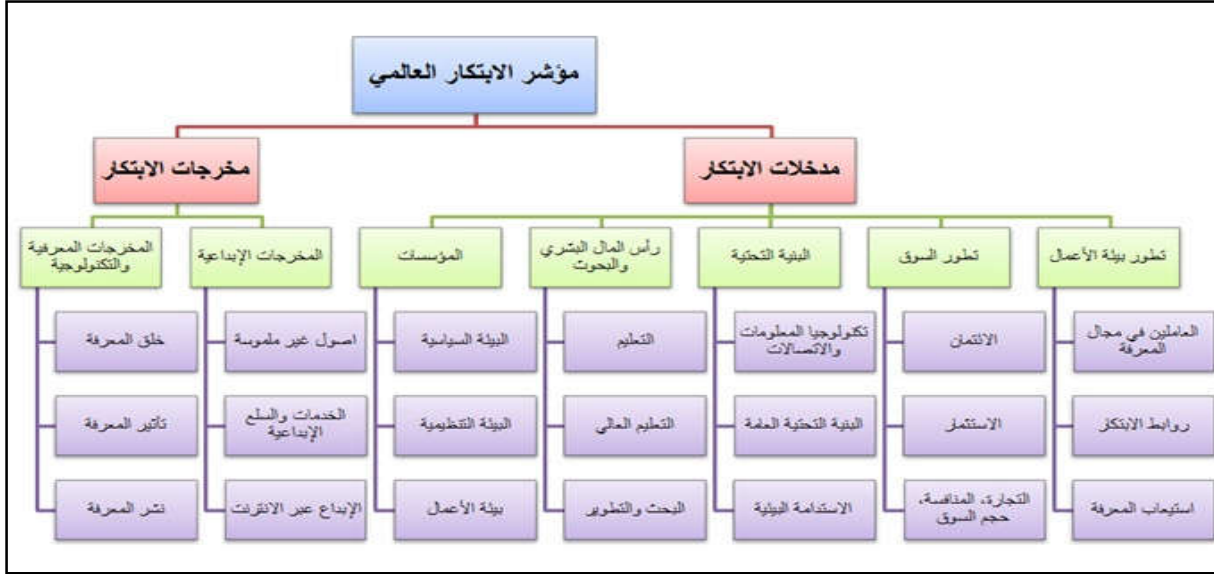 مؤشر الابتكار العالمي
مدخلات الابتكار
مخرجات الابتكار
تطور بيئة الأعمال
تطور السوق
البنية التحتية
رأس المال البشري
والبحوث
المؤسسات
المخرجات الإبداعية
المخرجات المعرفية
والتكنولوجية
العاملين في مجال
المعرفة
الائتمان
تكنولوجيا المعلومات
والاتصالات
التعليم
البيئة السياسية
اصول غير ملموسة
خلق المعرفة
روابط الابتكار
الاستثمار
البنية التحتية العامة
التعليم العالي
البيئة التنظيمية
الخدمات والسلع
الإبداعية
تأثير المعرفة
استيعاب المعرفة
التجارة، المنافسة،
حجم السوق
الاستدامة البيئية
البحث والتطوير
بيئة الأعمال
الإبداع عبر الانترنت
نشر المعرفة